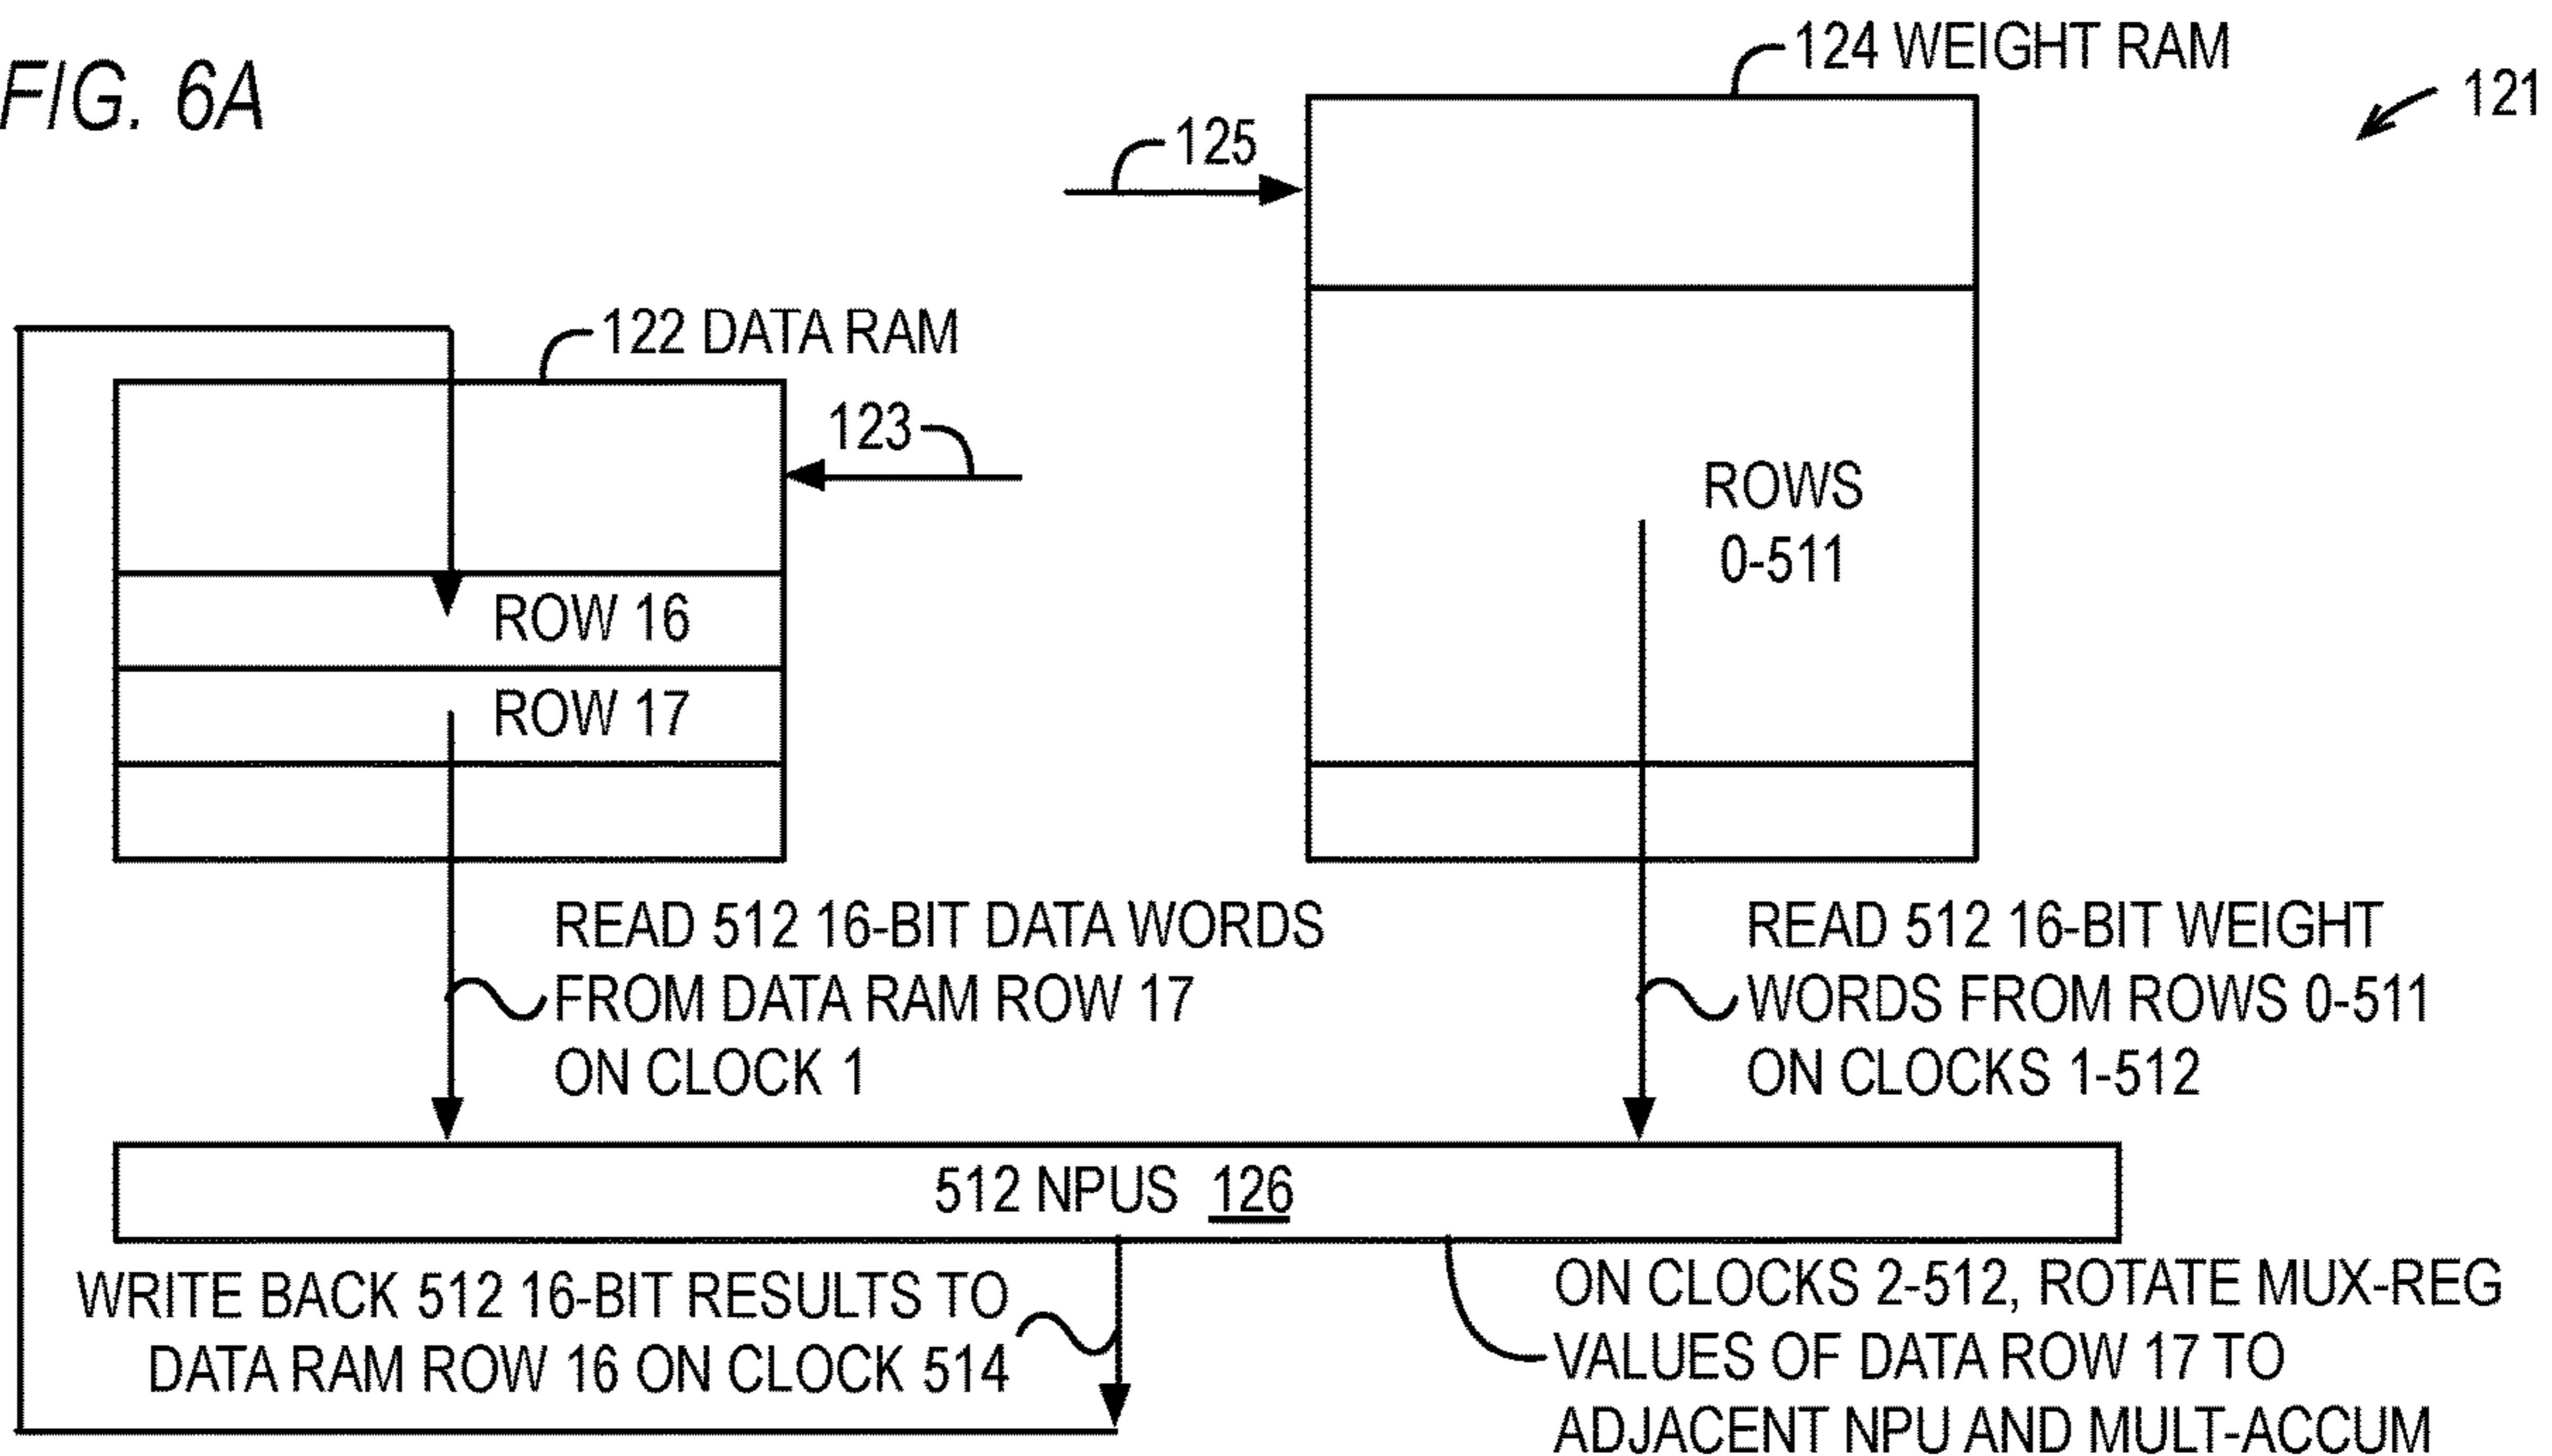 FIG. 6A
124 WEIGHT RAM
121
125
122 DATA RAM
123
ROWS
0-511
ROW 16
ROW 17
READ 512 16-BIT DATA WORDS
FROM DATA RAM ROW 17
ON CLOCK 1
READ 512 16-BIT WEIGHT
WORDS FROM ROWS 0-511
ON CLOCKS 1-512
512 NPUS 126
WRITE BACK 512 16-BIT RESULTS TO
DATA RAM ROW 16 ON CLOCK 514
ON CLOCKS 2-512, ROTATE MUX-REG
VALUES OF DATA ROW 17 TO
ADJACENT NPU AND MULT-ACCUM